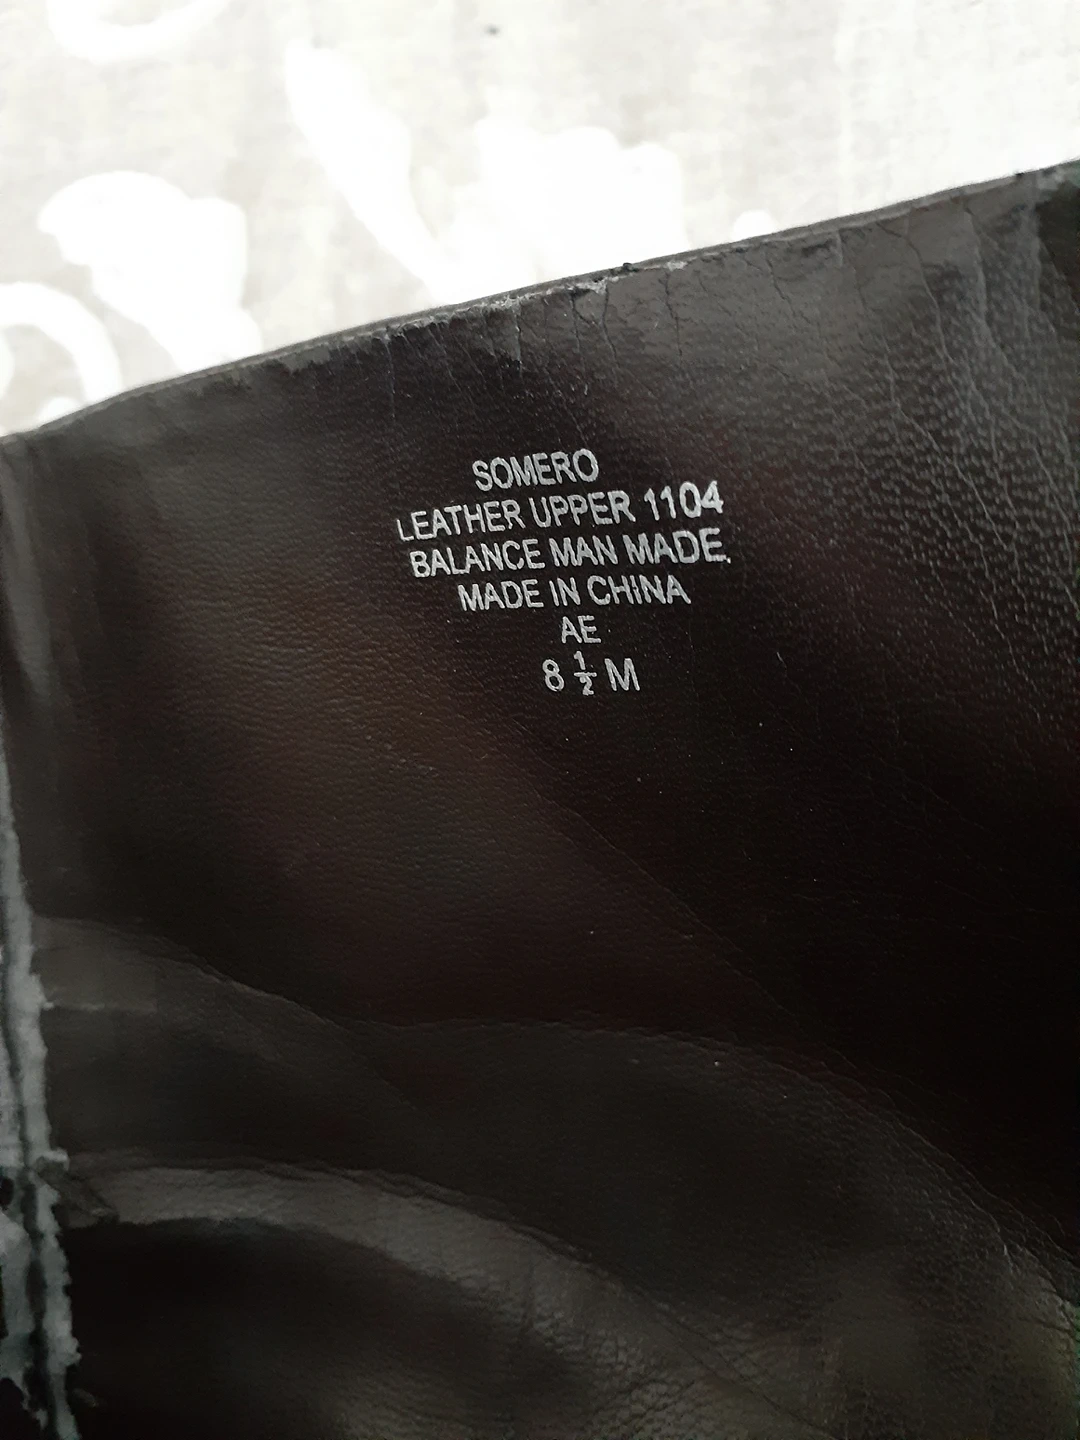 SOMERO
LEATHER UPPER 1104
BALANCE MAN MADE.
MADE IN CHINA
AE
8 ½ M